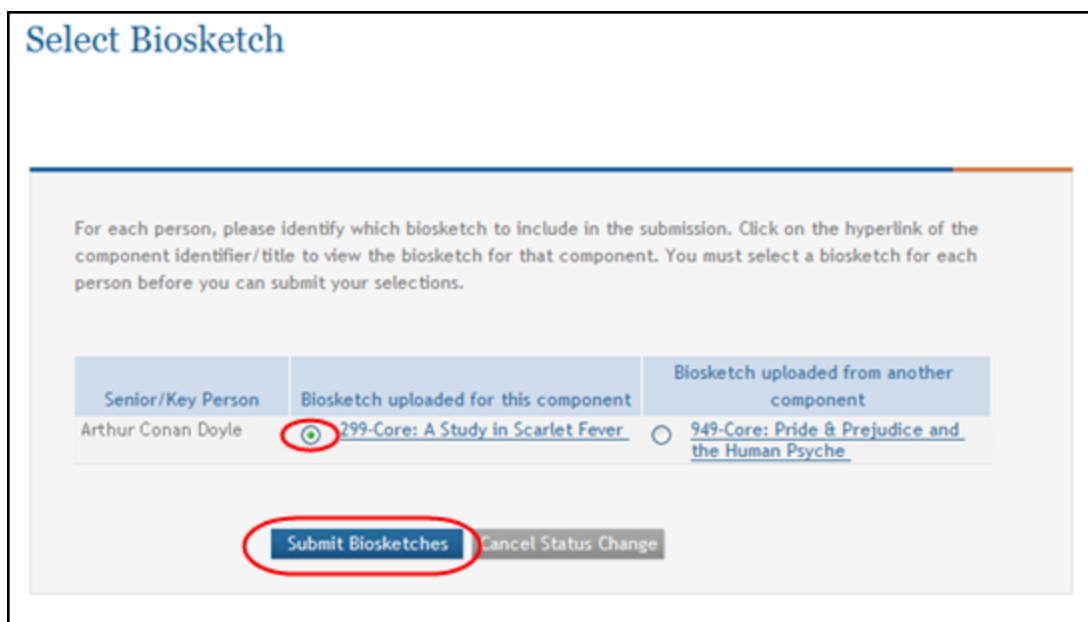 Select Biosketch
For each person, please identify which biosketch to include in the submission. Click on the hyperlink of the
component identifier/title to view the biosketch for that component. You must select a biosketch for each
person before you can submit your selections.
Senior/Key Person
Biosketch uploaded for this component
Biosketch uploaded from another
component
Arthur Conan Doyle
299-Core: A Study in Scarlet Fever
949-Core: Pride & Prejudice and
the Human Psyche
Submit Biosketches
Cancel Status Change